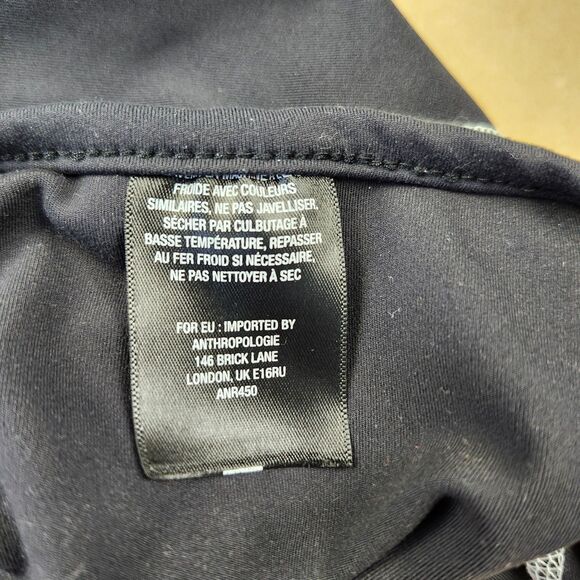 FROIDE AVEC COULEURS
SIMILAIRES, NE PAS JAVELLISER,
SÉCHER PAR CULBUTAGE À
BASSE TEMPÉRATURE, REPASSER
AU FER FROID SI NÉCESSAIRE,
NE PAS NETTOYER À SEC
FOR EU : IMPORTED BY
ANTHROPOLOGIE
146 BRICK LANE
LONDON, UK E16RU
ANR450